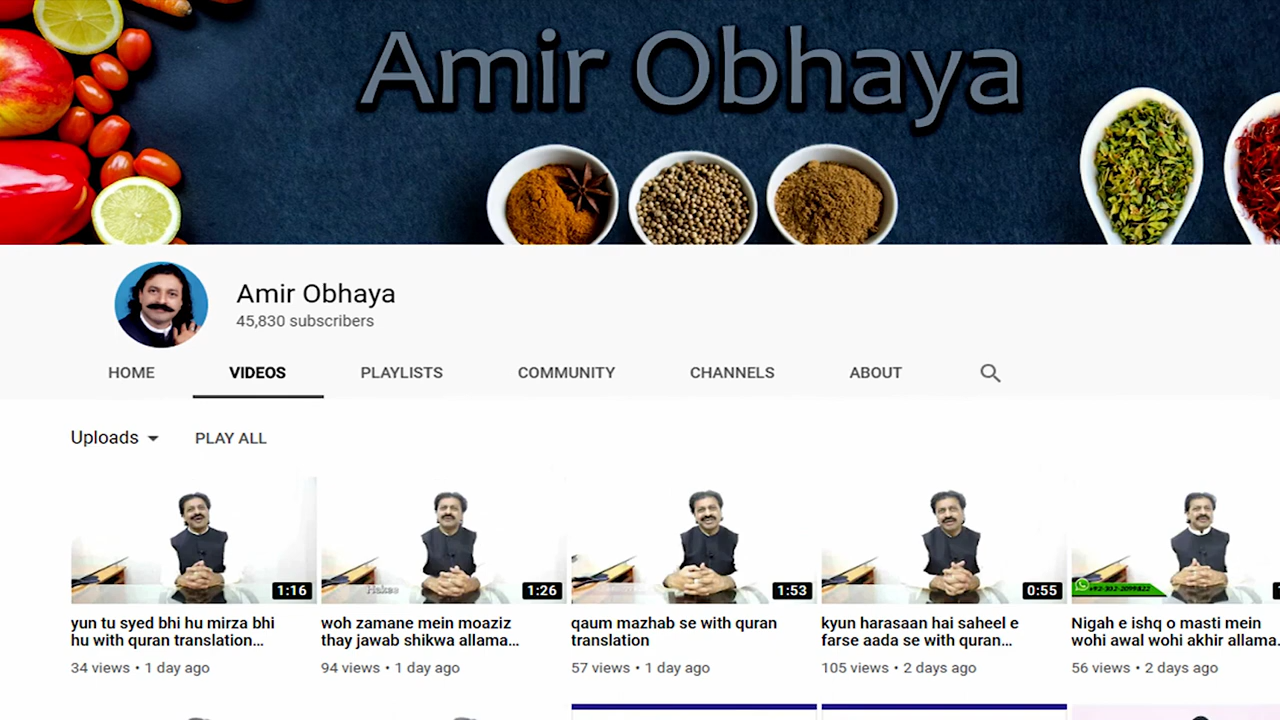 Amir Obhaya
Amir Obhaya
45,830 subscribers
HOME VIDEOS PLAYLISTS COMMUNITY CHANNELS ABOUT
Uploads PLAY ALL
1:16 1:26 1:53 0:55
Hakee
+92-302-2099822
yun tu syed bhi hu mirza bhi
hu with quran translation...
34 views • 1 day ago
woh zamane mein moaziz
thay jawab shikwa allama...
94 views • 1 day ago
qaum mazhab se with quran
translation
57 views • 1 day ago
kyun harasaan hai saheel e
farse aada se with quran...
105 views • 2 days ago
Nigah e ishq o masti mein
wohi awal wohi akhir allama.
56 views • 2 days ago